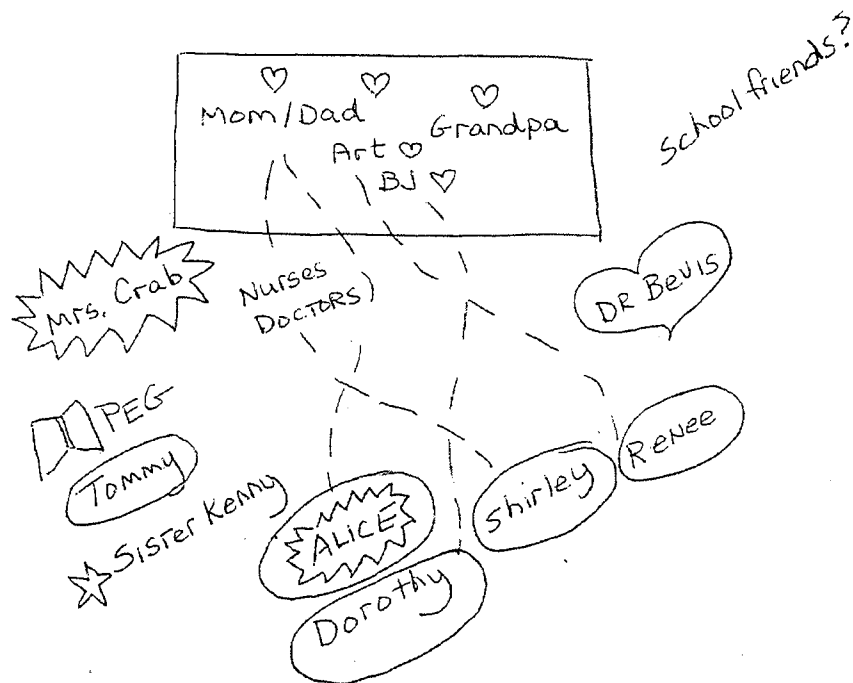 school friends?
Mom/Dad
Grandpa
Art
BJ
Mrs. Crab
Nurses
DOCTORS)
DR BEVIS
PEG
Tommy
Sister Kenny
ALICE
Shirley
RENEE
Dorothy